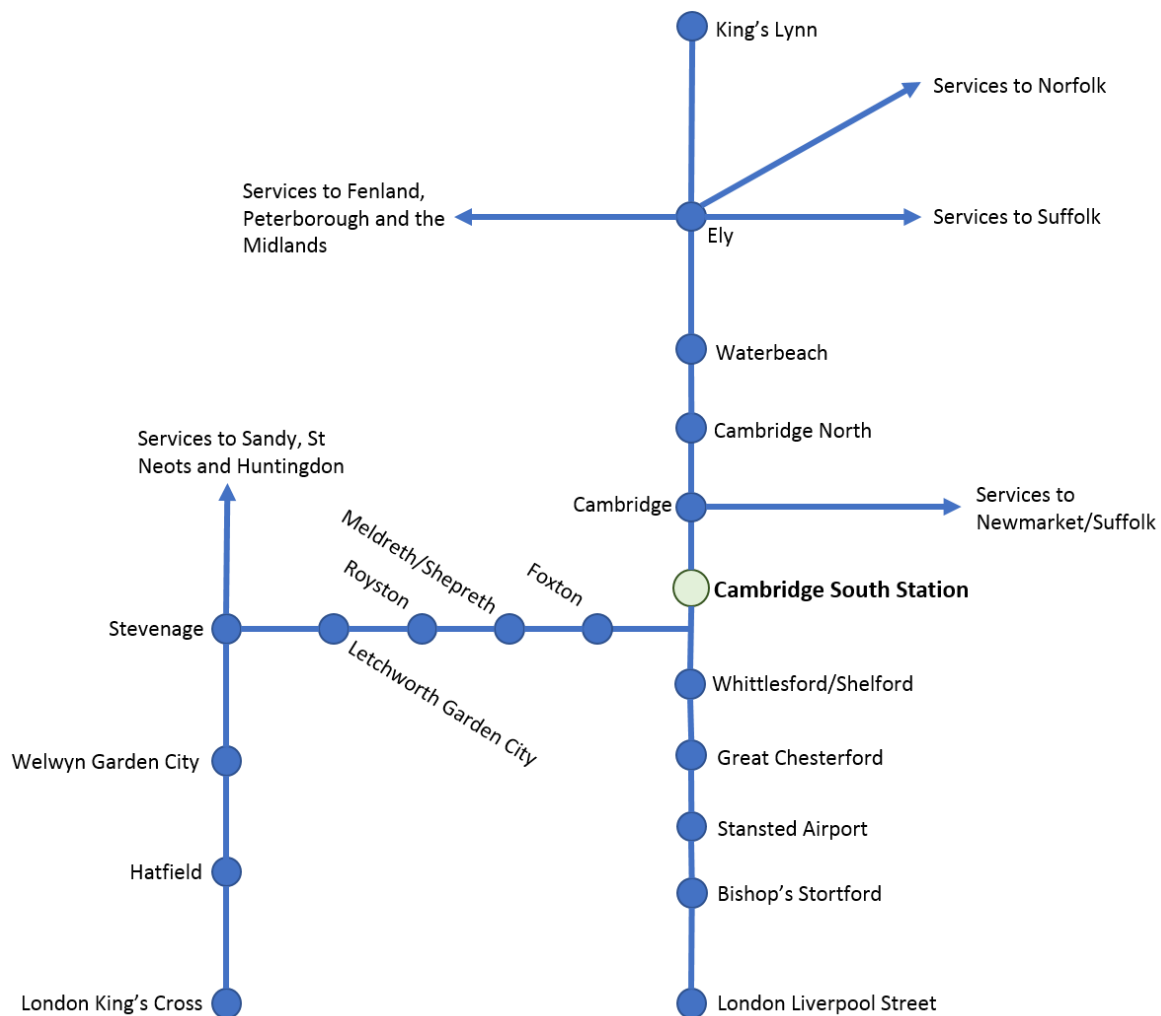 King’s Lynn
Services to Norfolk
Services to Fenland,
Peterborough and the
Midlands
Services to Suffolk
Ely
Waterbeach
Cambridge North
Services to Sandy, St
Neots and Huntingdon
Cambridge
Services to
Newmarket/Suffolk
Meldreth/Shepreth
Royston
Foxton
Cambridge South Station
Stevenage
Letchworth Garden City
Whittlesford/Shelford
Welwyn Garden City
Great Chesterford
Stansted Airport
Hatfield
Bishop’s Stortford
London King’s Cross
London Liverpool Street